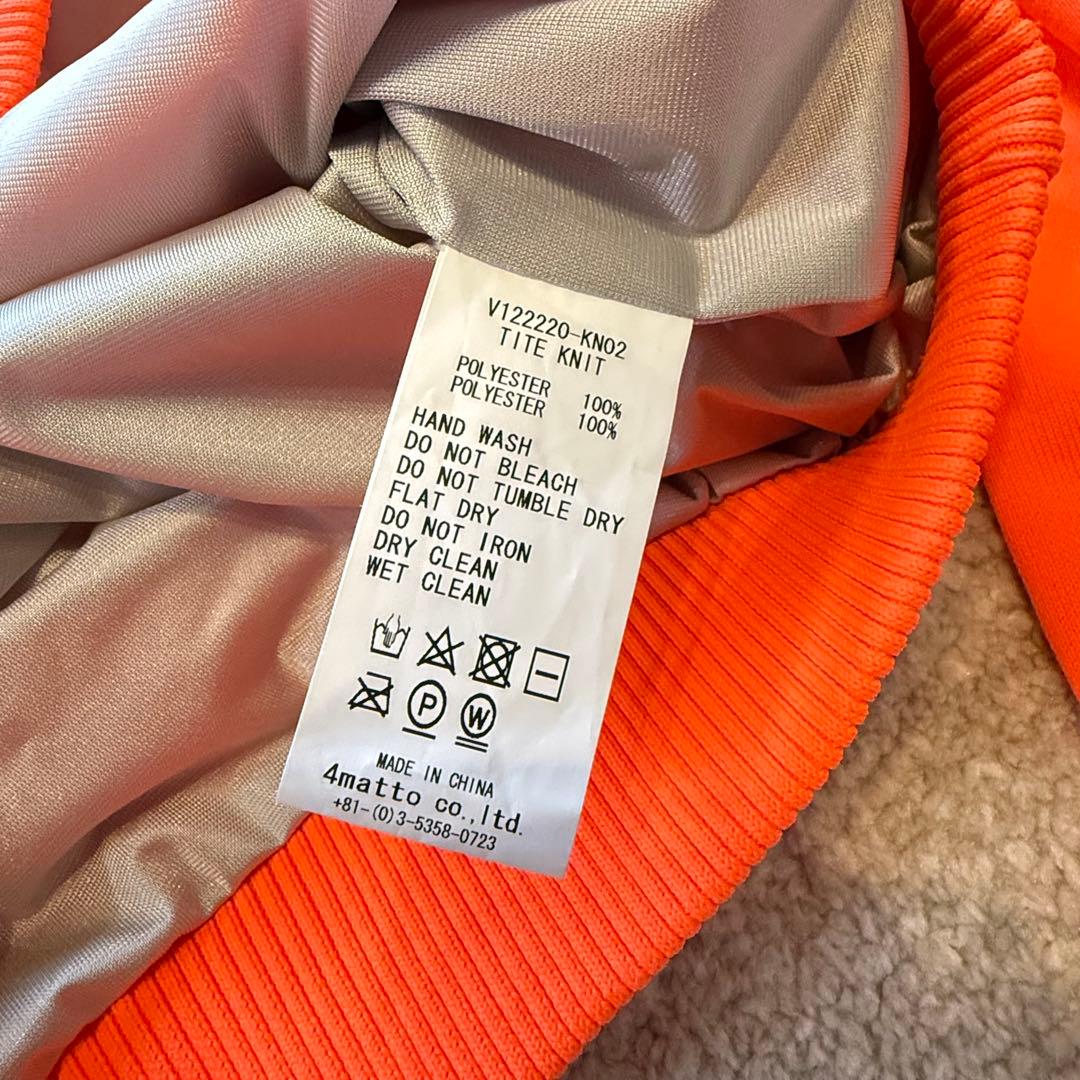 V122220-KN02
TITE KNIT
POLYESTER 100%
POLYESTER 100%
HAND WASH
DO NOT BLEACH
DO NOT TUMBLE DRY
FLAT DRY
DO NOT IRON
DRY CLEAN
WET CLEAN
P W
MADE IN CHINA
4matto co.,ltd.
+81-(0)3-5358-0723